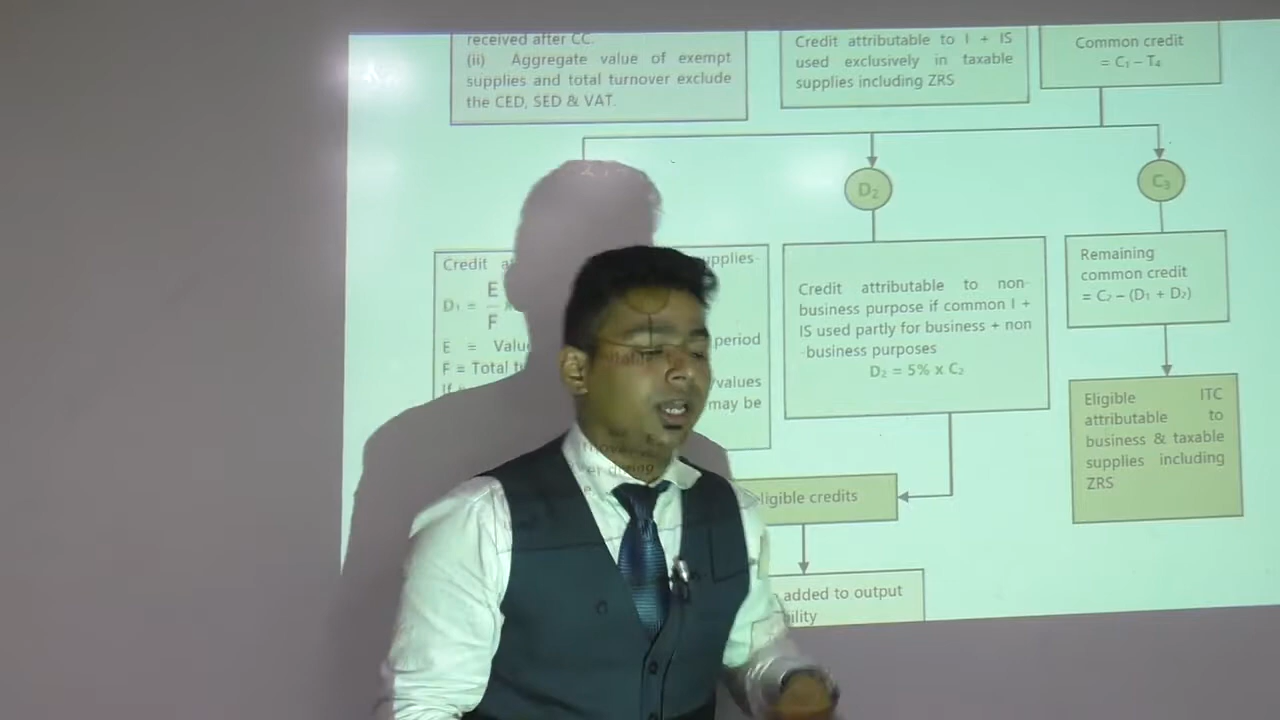 received after CC.
(ii) Aggregate value of exempt
supplies and total turnover exclude
the CED, SED & VAT.
Credit attributable to I + IS
used exclusively in taxable
supplies including ZRS
Common credit
= C₁ – T₄
D₂
C₃
Credit
D₁ = E
F
E = Value
F = Total
period
values
may be
Credit attributable to non-
business purpose if common I +
IS used partly for business + non
-business purposes
D₂ = 5% x C₂
Remaining
common credit
= C₂ – (D₁ + D₂)
Eligible ITC
attributable to
business & taxable
supplies including
ZRS
eligible credits
added to output